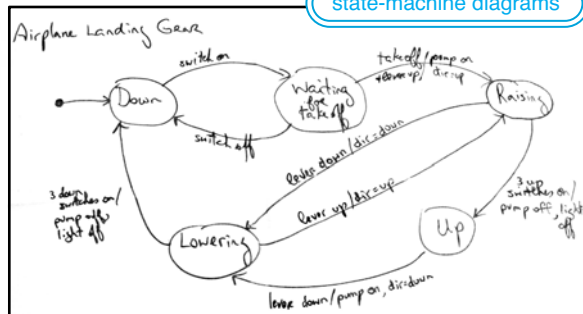 state-machine diagrams
Airplane Landing Gear
switch on
takeoff/pump on
+lever up/ dir=up
Down
Waiting
for
takeoff
Raising
switch off
lever down/dir=down
lever up/dir=up
3 down
switches on/
pump off,
light off
3 up
switches on/
pump off, light
off
Lowering
Up
lever down/pump on, dir=down